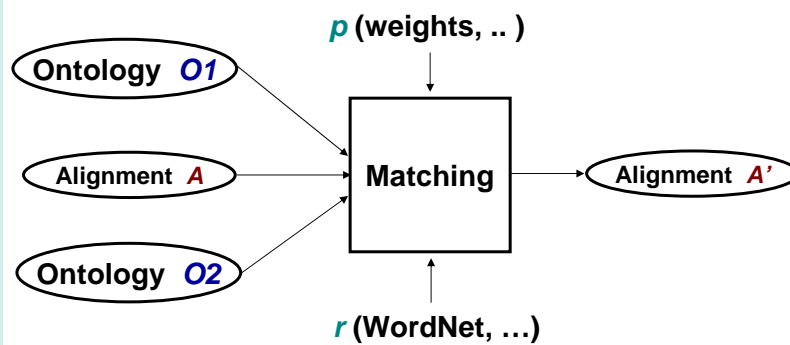 p (weights, .. )
Ontology O1
Alignment A
Matching
Alignment A’
Ontology O2
r (WordNet, …)